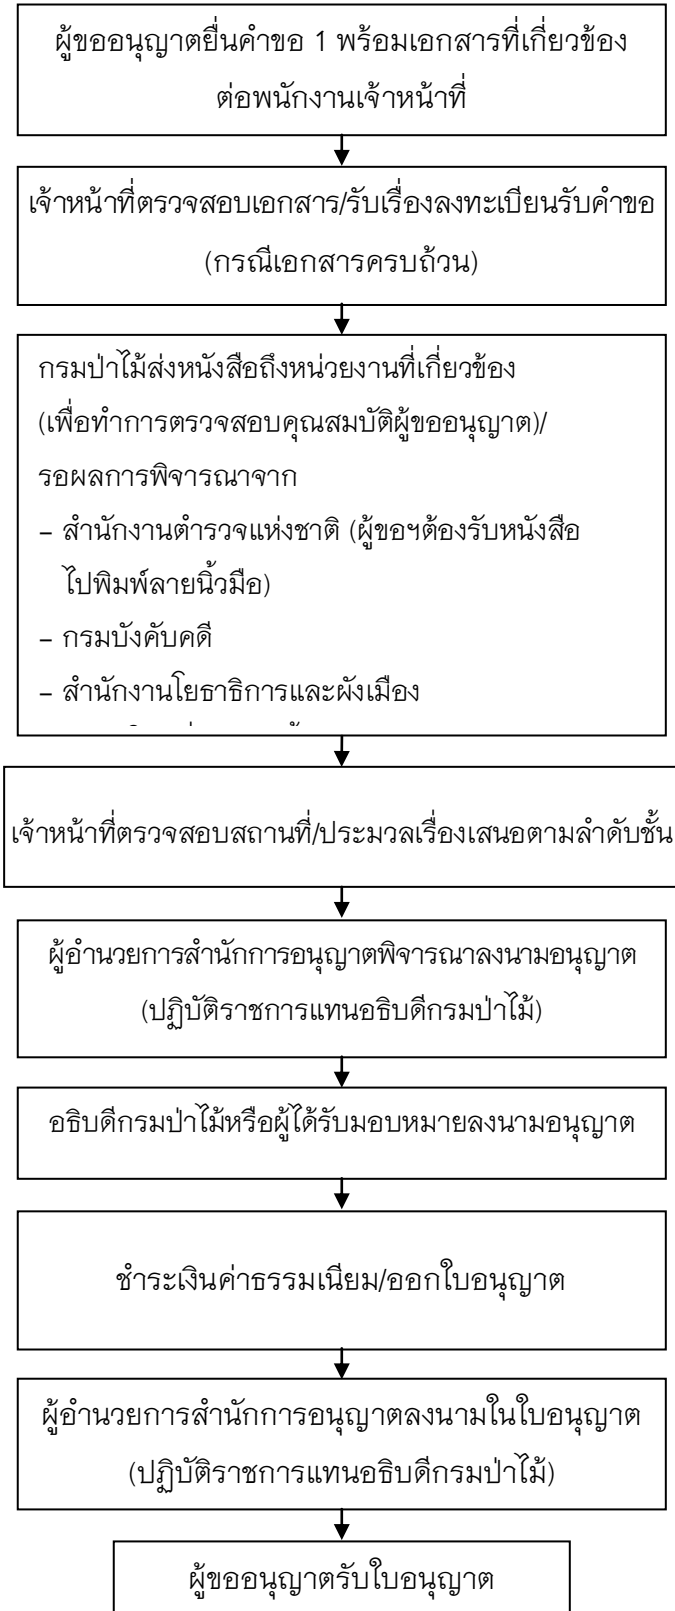 ผู้ขออนุญาตยื่นคำขอ 1 พร้อมเอกสารที่เกี่ยวข้อง
ต่อพนักงานเจ้าหน้าที่
เจ้าหน้าที่ตรวจสอบเอกสาร/รับเรื่องลงทะเบียนรับคำขอ
(กรณีเอกสารครบถ้วน)
กรมป่าไม้ส่งหนังสือถึงหน่วยงานที่เกี่ยวข้อง
(เพื่อทำการตรวจสอบคุณสมบัติผู้ขออนุญาต)/
รอผลการพิจารณาจาก
– สำนักงานตำรวจแห่งชาติ (ผู้ขอฯต้องรับหนังสือ
ไปพิมพ์ลายนิ้วมือ)
– กรมบังคับคดี
– สำนักงานโยธาธิการและผังเมือง
เจ้าหน้าที่ตรวจสอบสถานที่/ประมวลเรื่องเสนอตามลำดับชั้น
ผู้อำนวยการสำนักการอนุญาตพิจารณาลงนามอนุญาต
(ปฏิบัติราชการแทนอธิบดีกรมป่าไม้)
อธิบดีกรมป่าไม้หรือผู้ได้รับมอบหมายลงนามอนุญาต
ชำระเงินค่าธรรมเนียม/ออกใบอนุญาต
ผู้อำนวยการสำนักการอนุญาตลงนามในใบอนุญาต
(ปฏิบัติราชการแทนอธิบดีกรมป่าไม้)
ผู้ขออนุญาตรับใบอนุญาต